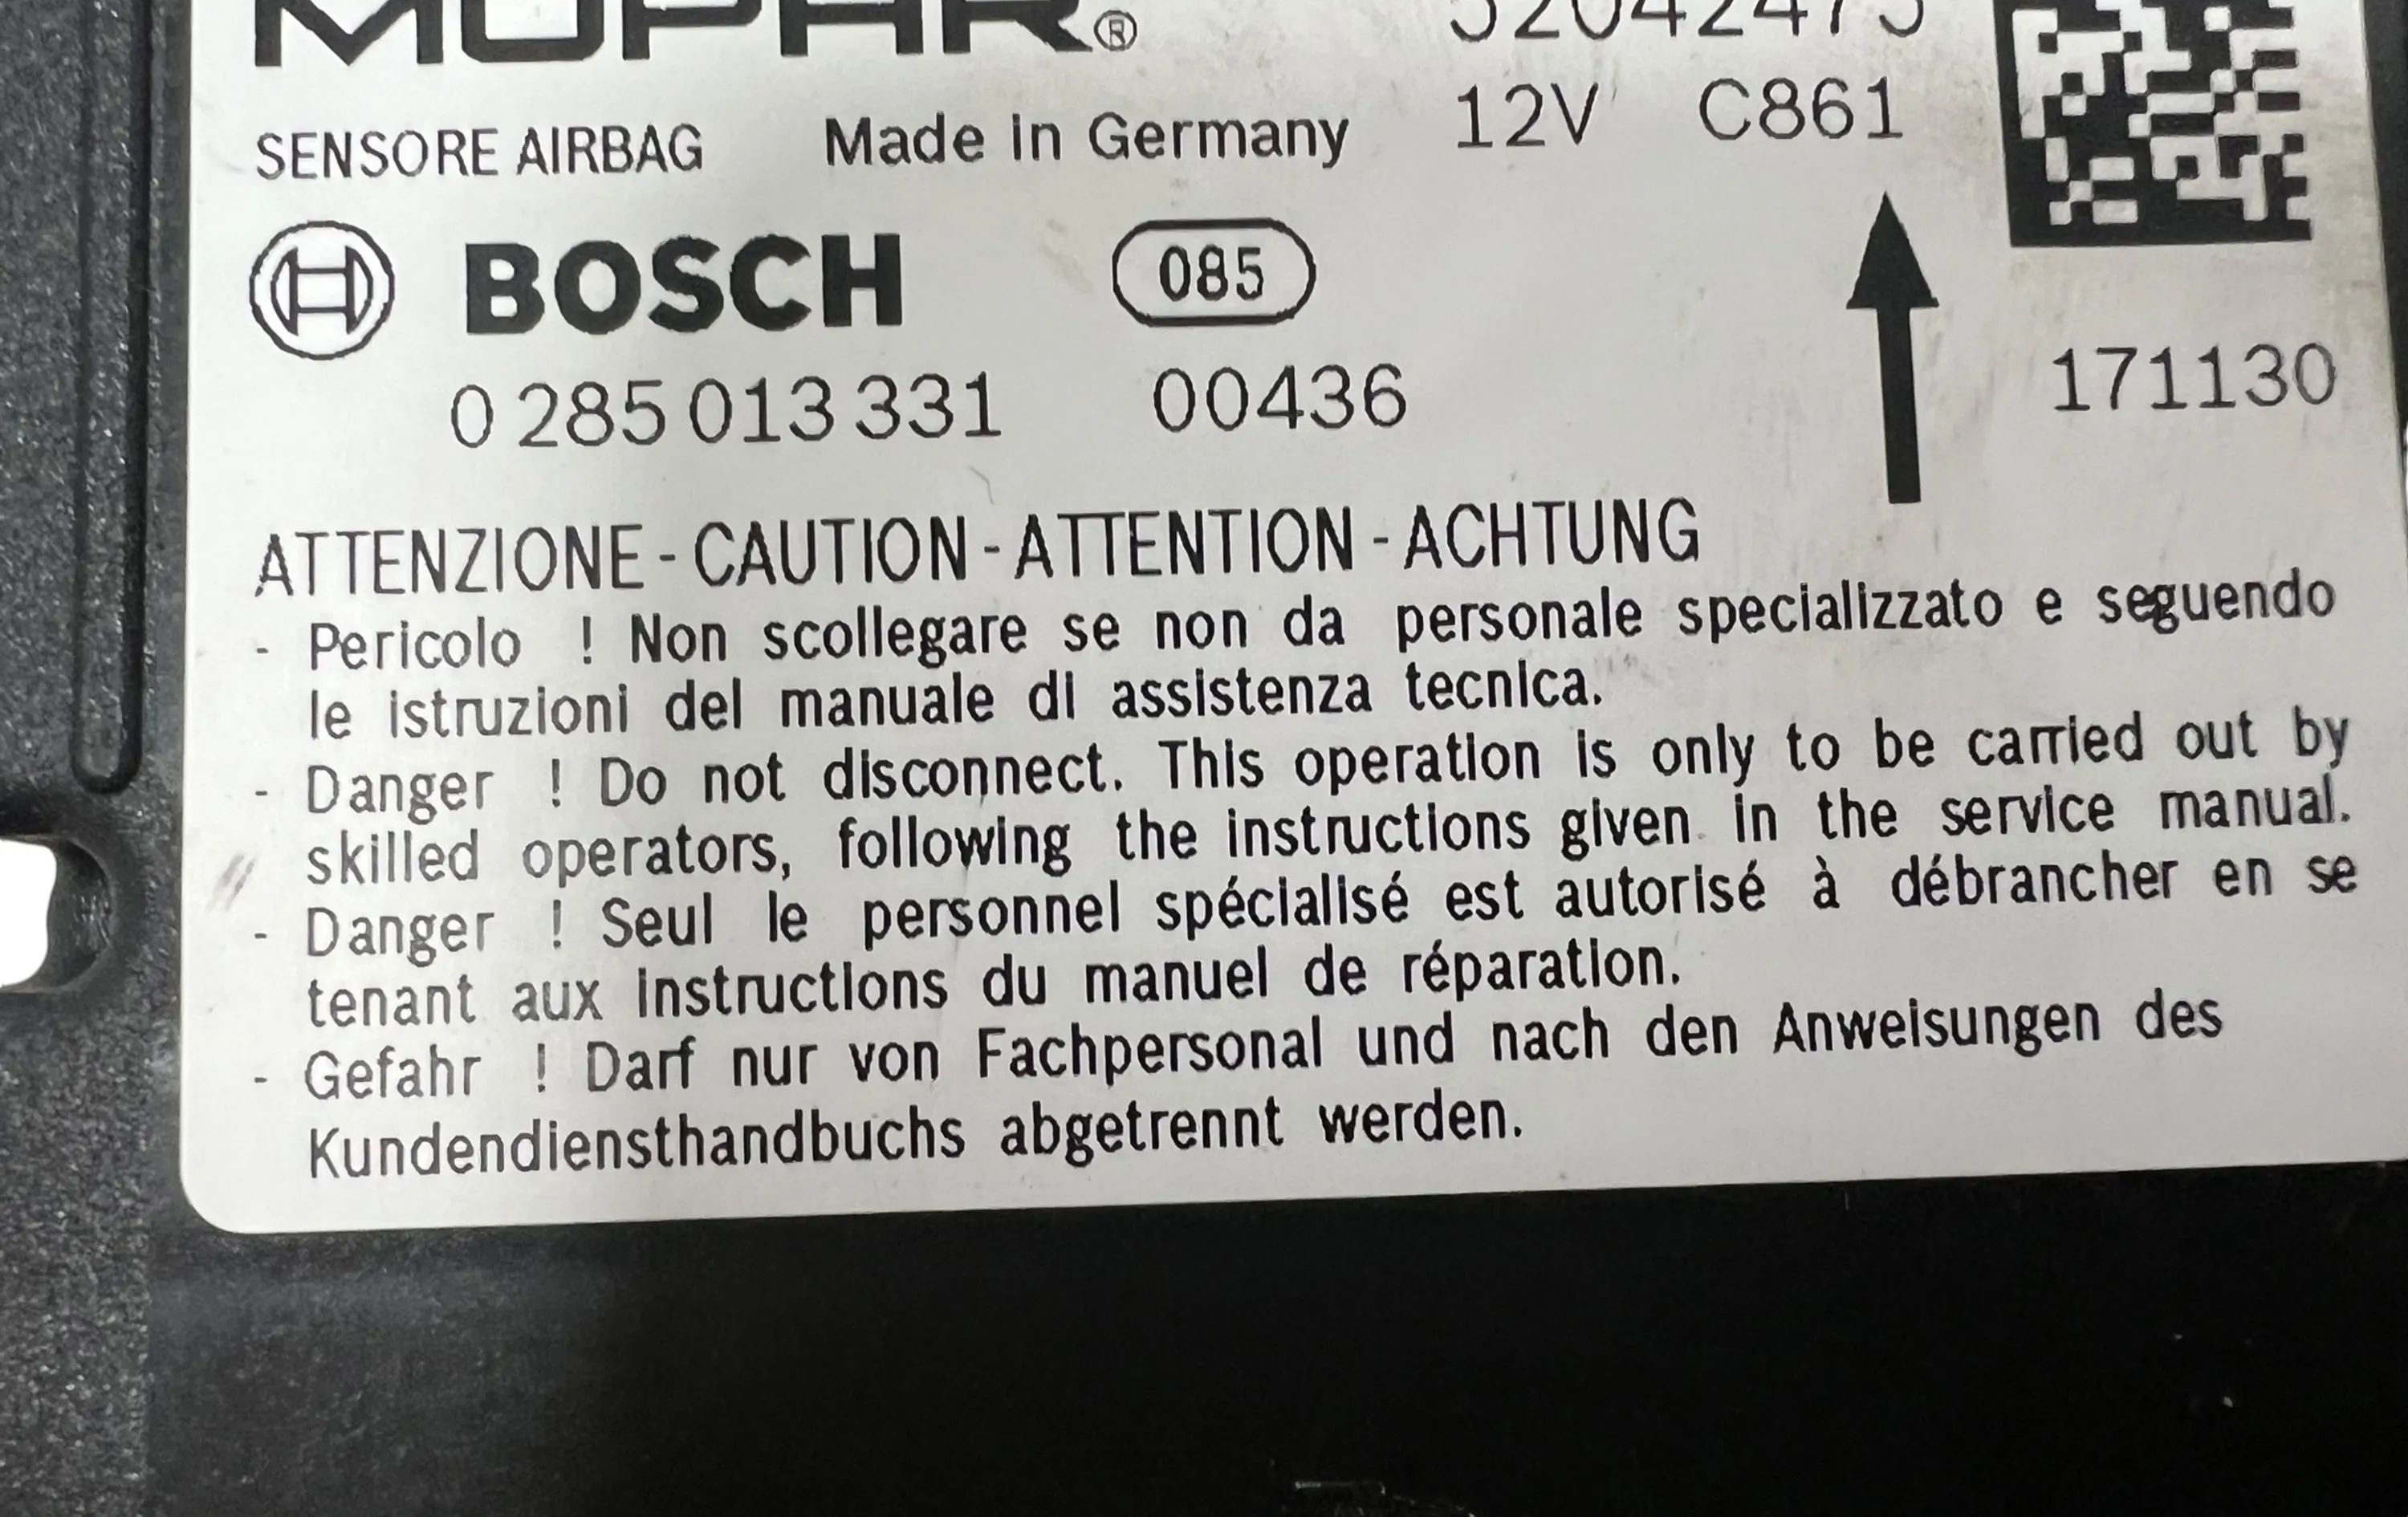 MOPAR®
52042475
SENSORE AIRBAG Made in Germany 12V C861
BOSCH 085
0 285 013 331 00436 171130
ATTENZIONE - CAUTION - ATTENTION - ACHTUNG
- Pericolo ! Non scollegare se non da personale specializzato e seguendo
le istruzioni del manuale di assistenza tecnica.
- Danger ! Do not disconnect. This operation is only to be carried out by
skilled operators, following the instructions given in the service manual.
- Danger ! Seul le personnel spécialisé est autorisé à débrancher en se
tenant aux instructions du manuel de réparation.
- Gefahr ! Darf nur von Fachpersonal und nach den Anweisungen des
Kundendiensthandbuchs abgetrennt werden.